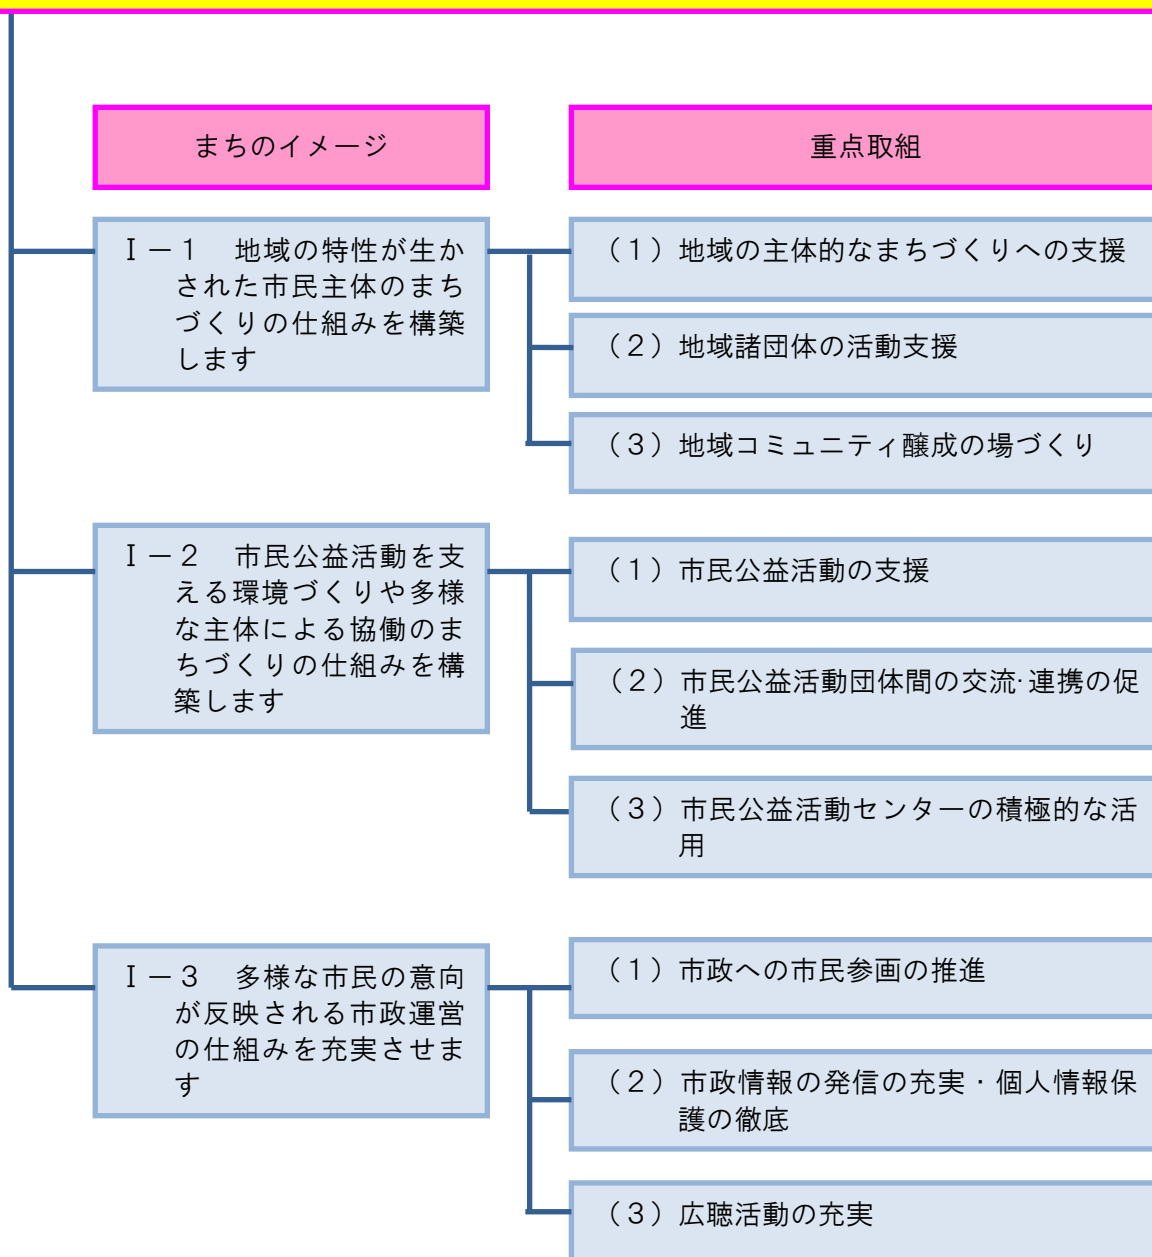 まちのイメージ
重点取組
Ⅰ－１　地域の特性が生か
された市民主体のまち
づくりの仕組みを構築
します
（１）地域の主体的なまちづくりへの支援
（２）地域諸団体の活動支援
（３）地域コミュニティ醸成の場づくり
Ⅰ－２　市民公益活動を支
える環境づくりや多様
な主体による協働のま
ちづくりの仕組みを構
築します
（１）市民公益活動の支援
（２）市民公益活動団体間の交流･連携の促
進
（３）市民公益活動センターの積極的な活
用
Ⅰ－３　多様な市民の意向
が反映される市政運営
の仕組みを充実させま
す
（１）市政への市民参画の推進
（２）市政情報の発信の充実・個人情報保
護の徹底
（３）広聴活動の充実